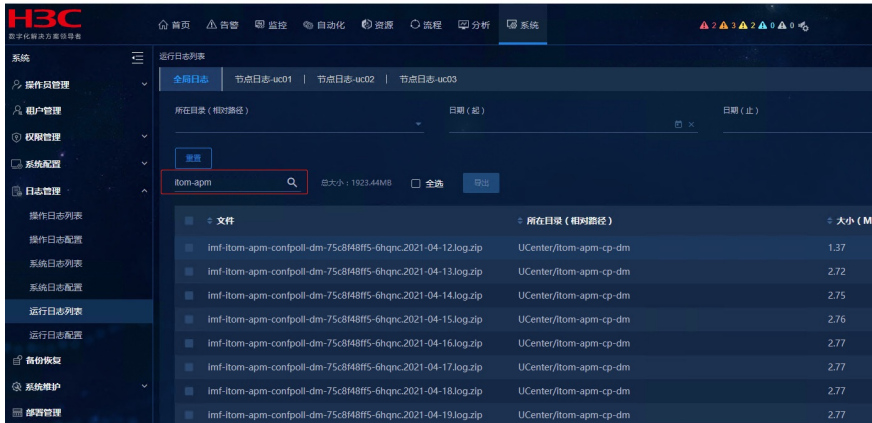 H3C
数字化解决方案领导者
首页 告警 监控 自动化 资源 流程 分析 系统
2 3 2 0 0
系统
操作员管理
租户管理
权限管理
系统配置
日志管理
操作日志列表
操作日志配置
系统日志列表
系统日志配置
运行日志列表
运行日志配置
备份恢复
系统维护
部署管理
运行日志列表
全局日志 节点日志-uc01 | 节点日志-uc02 | 节点日志-uc03
所在目录（相对路径） 日期（起） 日期（止）
重置
itom-apm 总大小：1923.44MB 全选 导出
文件 所在目录（相对路径） 大小（M
imf-itom-apm-confpoll-dm-75c8f48ff5-6hqnc.2021-04-12.log.zip UCenter/itom-apm-cp-dm 1.37
imf-itom-apm-confpoll-dm-75c8f48ff5-6hqnc.2021-04-13.log.zip UCenter/itom-apm-cp-dm 2.72
imf-itom-apm-confpoll-dm-75c8f48ff5-6hqnc.2021-04-14.log.zip UCenter/itom-apm-cp-dm 2.75
imf-itom-apm-confpoll-dm-75c8f48ff5-6hqnc.2021-04-15.log.zip UCenter/itom-apm-cp-dm 2.76
imf-itom-apm-confpoll-dm-75c8f48ff5-6hqnc.2021-04-16.log.zip UCenter/itom-apm-cp-dm 2.77
imf-itom-apm-confpoll-dm-75c8f48ff5-6hqnc.2021-04-17.log.zip UCenter/itom-apm-cp-dm 2.77
imf-itom-apm-confpoll-dm-75c8f48ff5-6hqnc.2021-04-18.log.zip UCenter/itom-apm-cp-dm 2.77
imf-itom-apm-confpoll-dm-75c8f48ff5-6hqnc.2021-04-19.log.zip UCenter/itom-apm-cp-dm 2.77